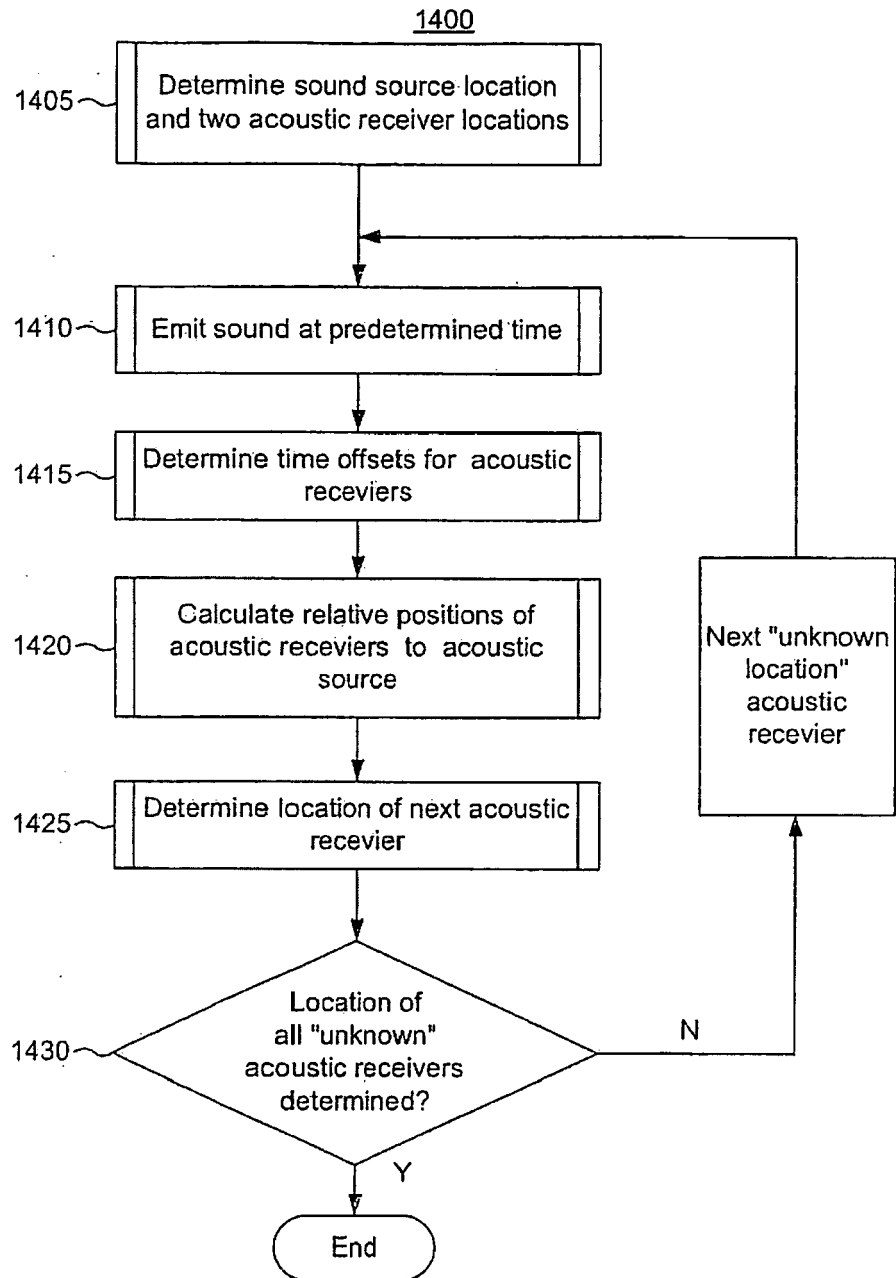 1400
1405
Determine sound source location
and two acoustic receiver locations
1410
Emit sound at predetermined time
1415
Determine time offsets for acoustic
receviers
1420
Calculate relative positions of
acoustic receviers to acoustic
source
Next "unknown
location"
acoustic
recevier
1425
Determine location of next acoustic
recevier
1430
Location of
all "unknown"
acoustic receivers
determined?
N
Y
End